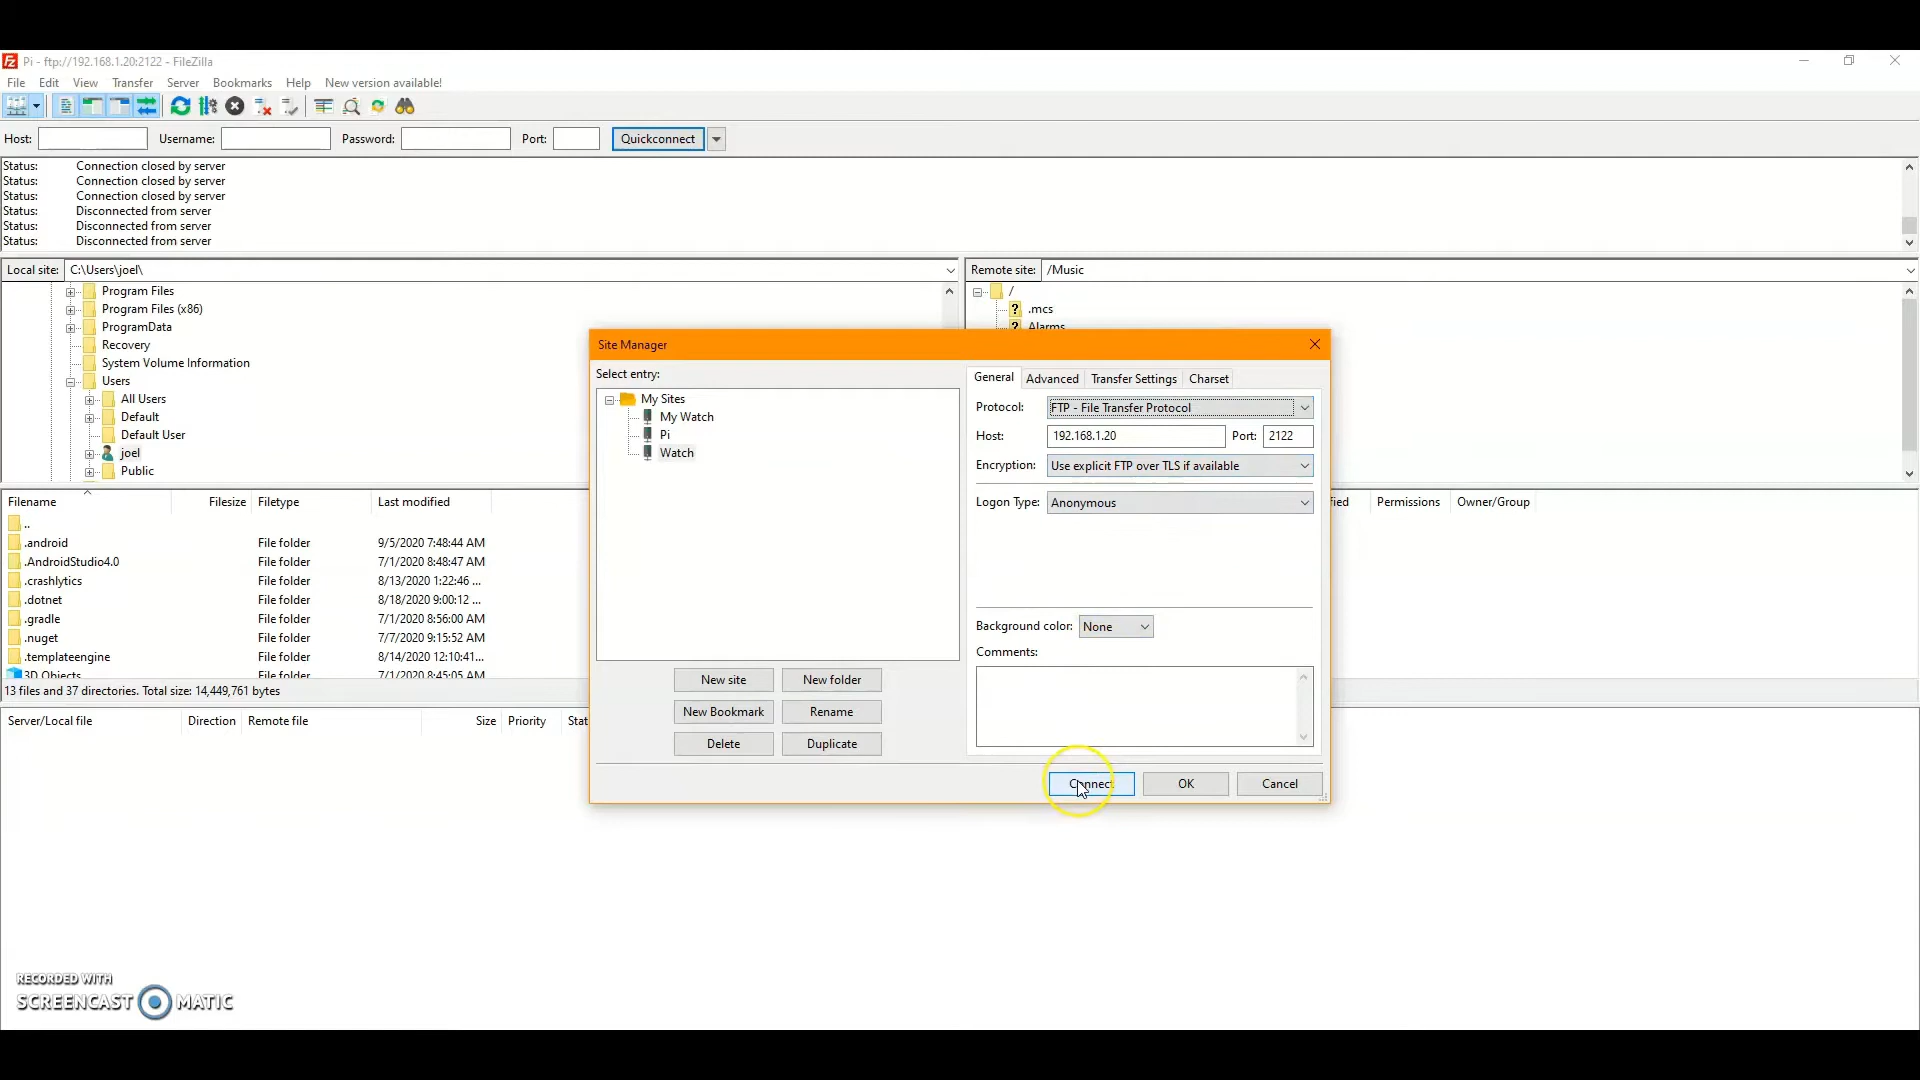 Pi - ftp://192.168.1.20:2122 - FileZilla
File Edit View Transfer Server Bookmarks Help New version available!
Host: Username: Password: Port: Quickconnect
Status: Connection closed by server
Status: Connection closed by server
Status: Connection closed by server
Status: Disconnected from server
Status: Disconnected from server
Status: Disconnected from server
Local site: C:\Users\joel\
Program Files
Program Files (x86)
ProgramData
Recovery
System Volume Information
Users
All Users
Default
Default User
joel
Public
Remote site: /Music
/
? .mcs
? Alarms
Filename Filesize Filetype Last modified
..
.android File folder 9/5/2020 7:48:44 AM
.AndroidStudio4.0 File folder 7/1/2020 8:48:47 AM
.crashlytics File folder 8/13/2020 1:22:46 ...
.dotnet File folder 8/18/2020 9:00:12 ...
.gradle File folder 7/1/2020 8:56:00 AM
.nuget File folder 7/7/2020 9:15:52 AM
.templateengine File folder 8/14/2020 12:10:41...
3D Objects File folder 7/1/2020 8:45:05 AM
13 files and 37 directories. Total size: 14,449,761 bytes
fied Permissions Owner/Group
Server/Local file Direction Remote file Size Priority Stat
Site Manager
Select entry:
My Sites
My Watch
Pi
Watch
New site New folder
New Bookmark Rename
Delete Duplicate
General Advanced Transfer Settings Charset
Protocol: FTP - File Transfer Protocol
Host: 192.168.1.20 Port: 2122
Encryption: Use explicit FTP over TLS if available
Logon Type: Anonymous
Background color: None
Comments:
Connect OK Cancel
RECORDED WITH
SCREENCAST MATIC